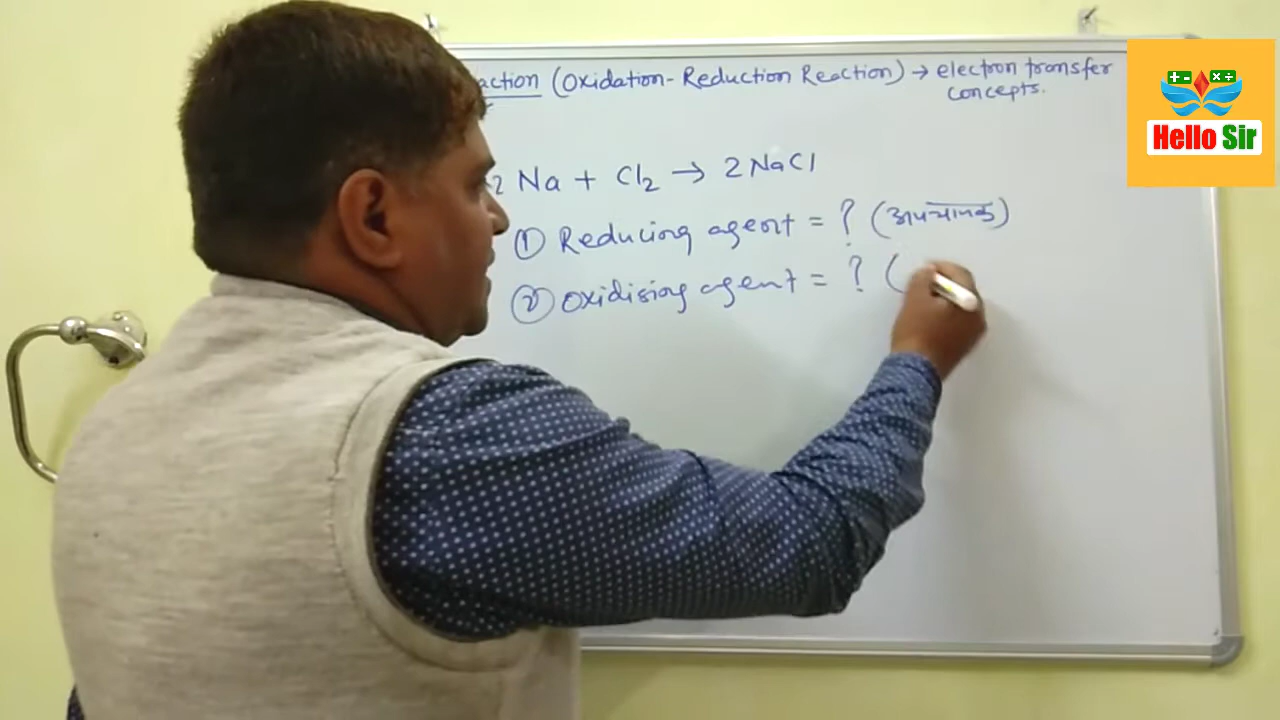 action (Oxidation-Reduction Reaction) → electron transfer
concepts.
2 Na + Cl₂ → 2 NaCl
① Reducing agent = ? (अपचायक)
② Oxidising agent = ? (
+ - × ÷
Hello Sir